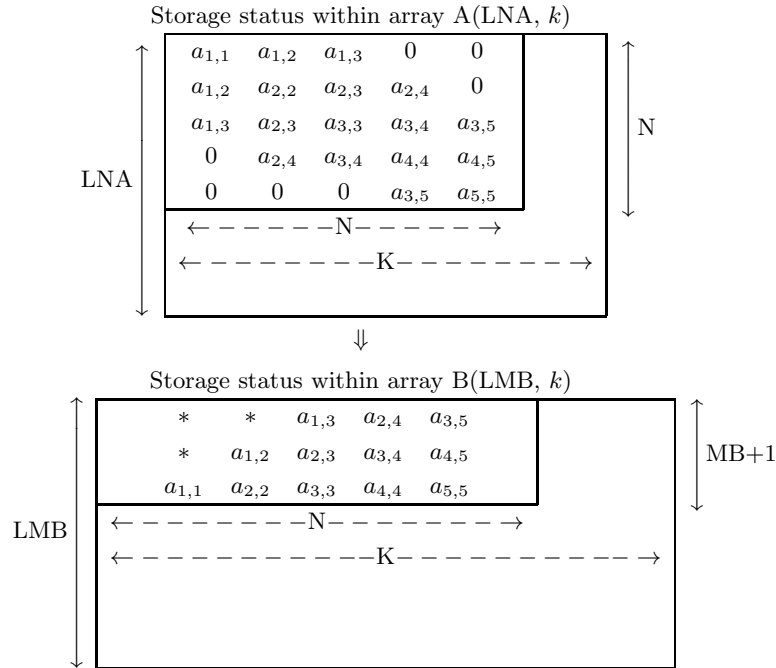 Storage status within array A(LNA, k)
a1,1 a1,2 a1,3 0 0
a1,2 a2,2 a2,3 a2,4 0
a1,3 a2,3 a3,3 a3,4 a3,5
0 a2,4 a3,4 a4,4 a4,5
0 0 0 a3,5 a5,5
LNA
N
N
K
⇓
Storage status within array B(LMB, k)
* * a1,3 a2,4 a3,5
* a1,2 a2,3 a3,4 a4,5
a1,1 a2,2 a3,3 a4,4 a5,5
LMB
MB+1
N
K